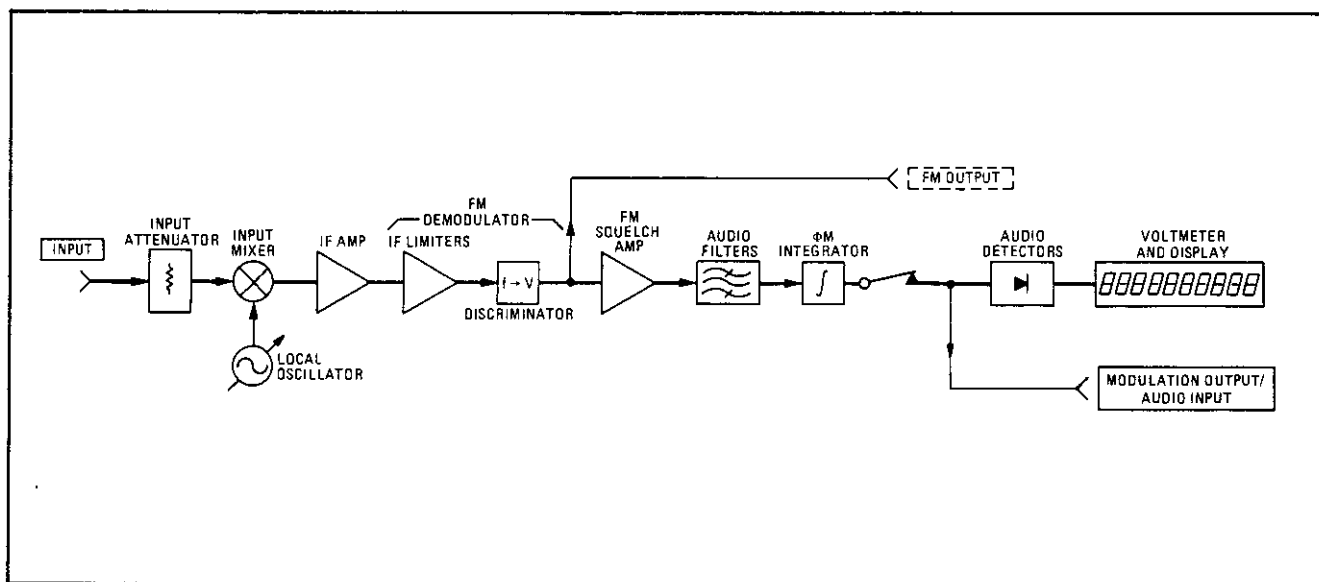 INPUT
INPUT
ATTENUATOR
INPUT
MIXER
LOCAL
OSCILLATOR
IF AMP
FM
DEMODULATOR
IF LIMITERS
f → V
DISCRIMINATOR
FM OUTPUT
FM
SQUELCH
AMP
AUDIO
FILTERS
ΦM
INTEGRATOR
∫
AUDIO
DETECTORS
VOLTMETER
AND DISPLAY
8888888888
MODULATION OUTPUT/
AUDIO INPUT